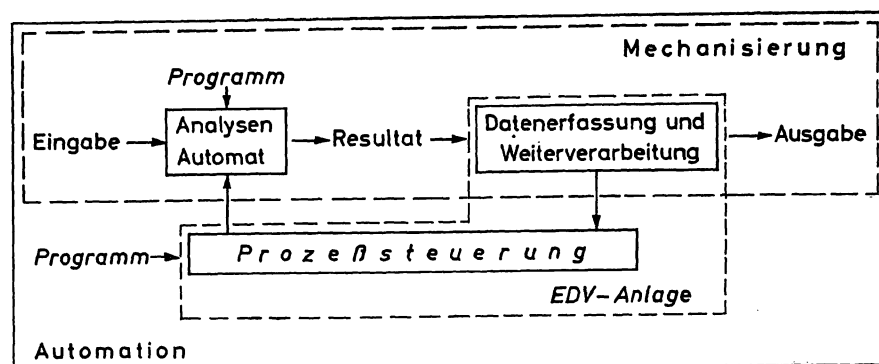 Mechanisierung
Programm
Eingabe
Analysen
Automat
Resultat
Datenerfassung und
Weiterverarbeitung
Ausgabe
Programm
Prozeßsteuerung
EDV-Anlage
Automation